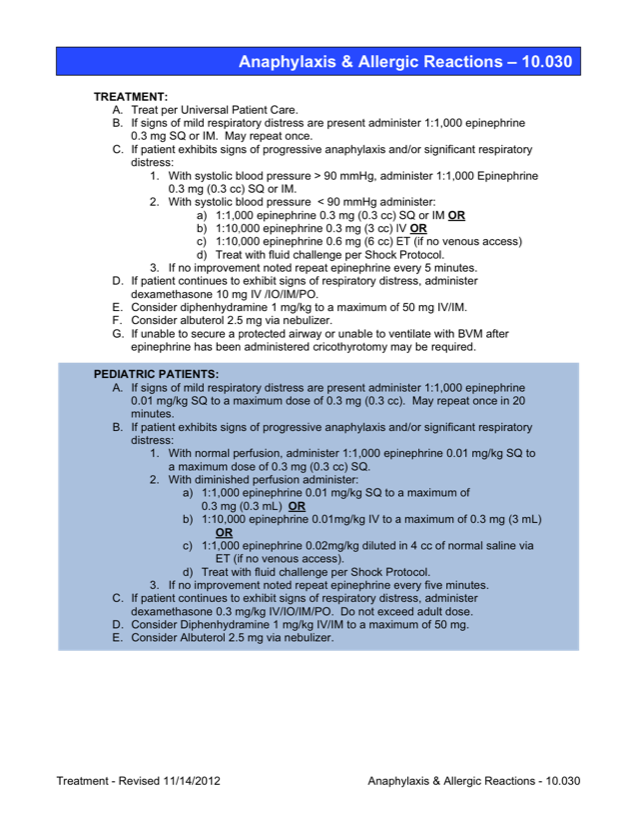 Anaphylaxis & Allergic Reactions – 10.030
TREATMENT:
A. Treat per Universal Patient Care.
B. If signs of mild respiratory distress are present administer 1:1,000 epinephrine
0.3 mg SQ or IM. May repeat once.
C. If patient exhibits signs of progressive anaphylaxis and/or significant respiratory
distress:
1. With systolic blood pressure > 90 mmHg, administer 1:1,000 Epinephrine
0.3 mg (0.3 cc) SQ or IM.
2. With systolic blood pressure < 90 mmHg administer:
a) 1:1,000 epinephrine 0.3 mg (0.3 cc) SQ or IM OR
b) 1:10,000 epinephrine 0.3 mg (3 cc) IV OR
c) 1:10,000 epinephrine 0.6 mg (6 cc) ET (if no venous access)
d) Treat with fluid challenge per Shock Protocol.
3. If no improvement noted repeat epinephrine every 5 minutes.
D. If patient continues to exhibit signs of respiratory distress, administer
dexamethasone 10 mg IV /IO/IM/PO.
E. Consider diphenhydramine 1 mg/kg to a maximum of 50 mg IV/IM.
F. Consider albuterol 2.5 mg via nebulizer.
G. If unable to secure a protected airway or unable to ventilate with BVM after
epinephrine has been administered cricothyrotomy may be required.
PEDIATRIC PATIENTS:
A. If signs of mild respiratory distress are present administer 1:1,000 epinephrine
0.01 mg/kg SQ to a maximum dose of 0.3 mg (0.3 cc). May repeat once in 20
minutes.
B. If patient exhibits signs of progressive anaphylaxis and/or significant respiratory
distress:
1. With normal perfusion, administer 1:1,000 epinephrine 0.01 mg/kg SQ to
a maximum dose of 0.3 mg (0.3 cc) SQ.
2. With diminished perfusion administer:
a) 1:1,000 epinephrine 0.01 mg/kg SQ to a maximum of
0.3 mg (0.3 mL) OR
b) 1:10,000 epinephrine 0.01mg/kg IV to a maximum of 0.3 mg (3 mL)
OR
c) 1:1,000 epinephrine 0.02mg/kg diluted in 4 cc of normal saline via
ET (if no venous access).
d) Treat with fluid challenge per Shock Protocol.
3. If no improvement noted repeat epinephrine every five minutes.
C. If patient continues to exhibit signs of respiratory distress, administer
dexamethasone 0.3 mg/kg IV/IO/IM/PO. Do not exceed adult dose.
D. Consider Diphenhydramine 1 mg/kg IV/IM to a maximum of 50 mg.
E. Consider Albuterol 2.5 mg via nebulizer.
Treatment - Revised 11/14/2012
Anaphylaxis & Allergic Reactions - 10.030